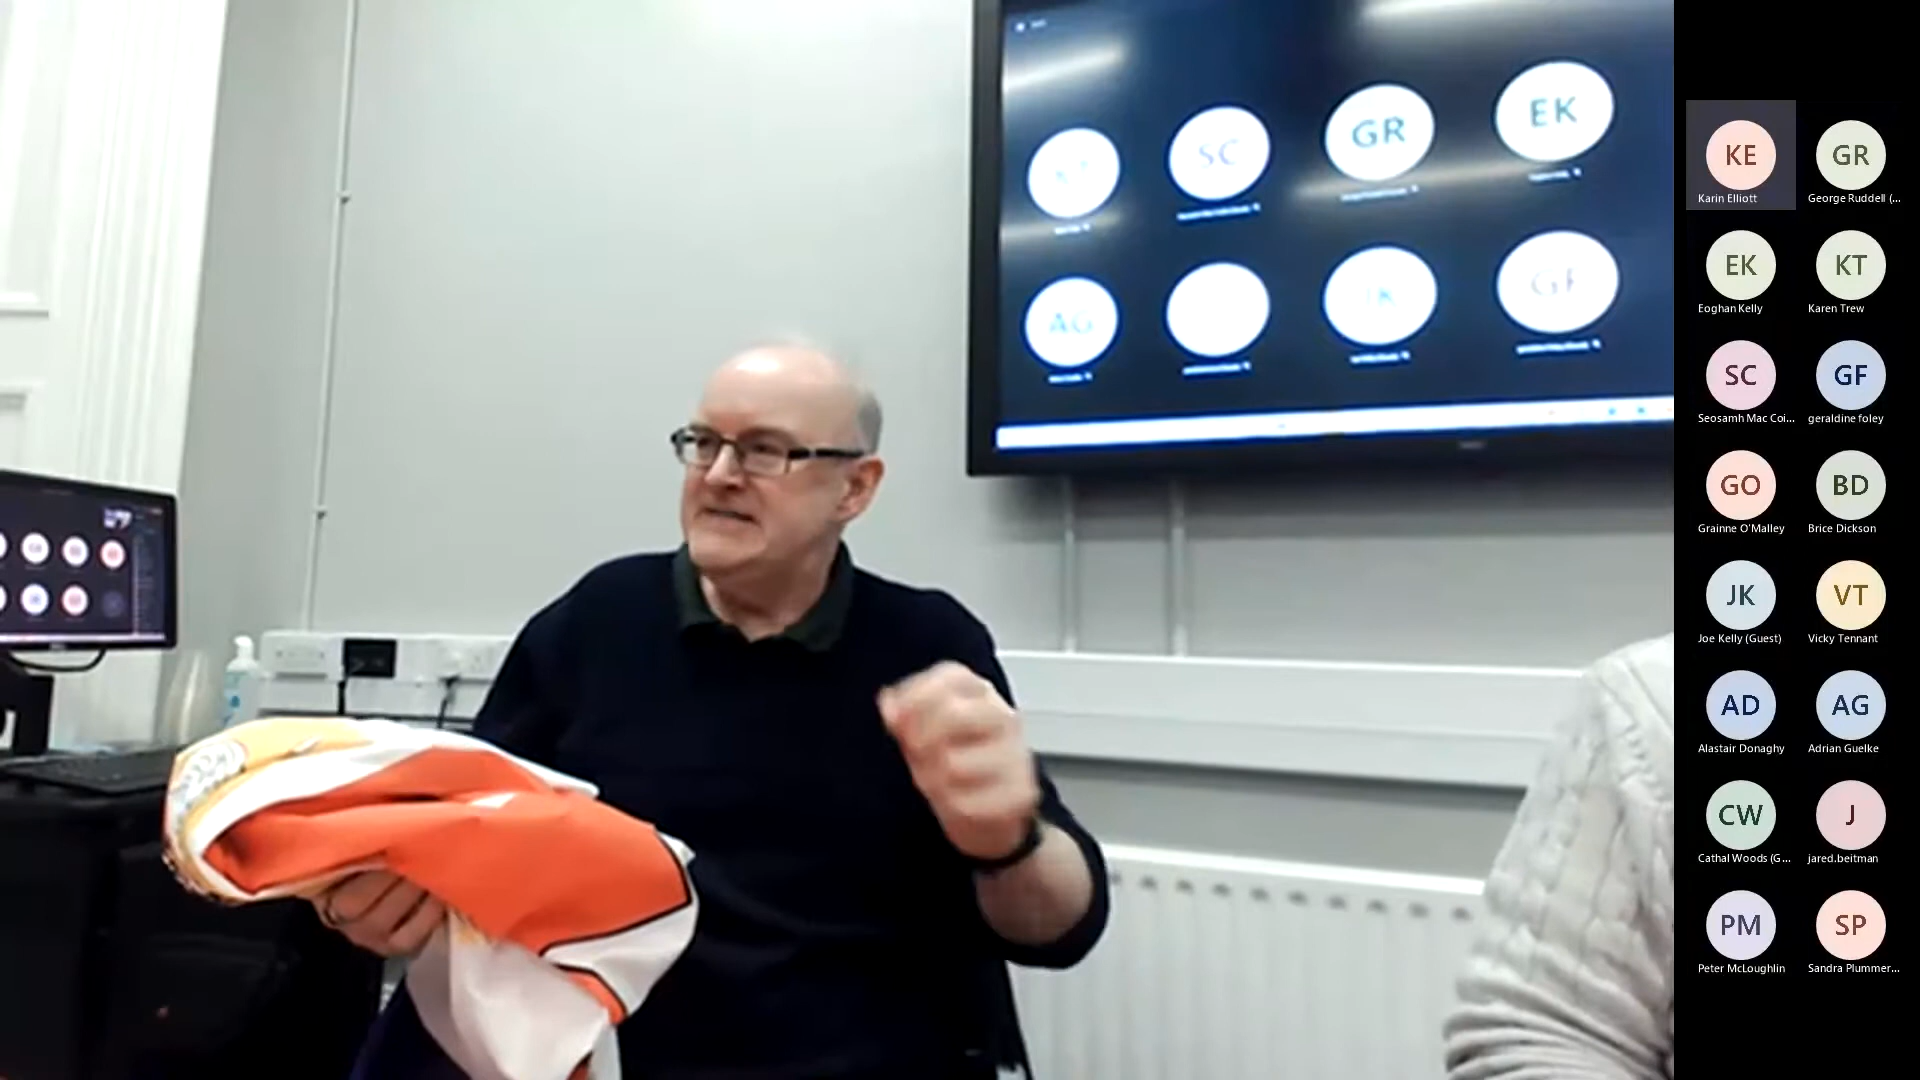 SC
GR
EK
AG
JK
GF
KE
GR
Karin Elliott
George Ruddell (...
EK
KT
Eoghan Kelly
Karen Trew
SC
GF
Seosamh Mac Coi...
geraldine foley
GO
BD
Grainne O'Malley
Brice Dickson
JK
VT
Joe Kelly (Guest)
Vicky Tennant
AD
AG
Alastair Donaghy
Adrian Guelke
CW
J
Cathal Woods (G...
jared.beitman
PM
SP
Peter McLoughlin
Sandra Plummer...